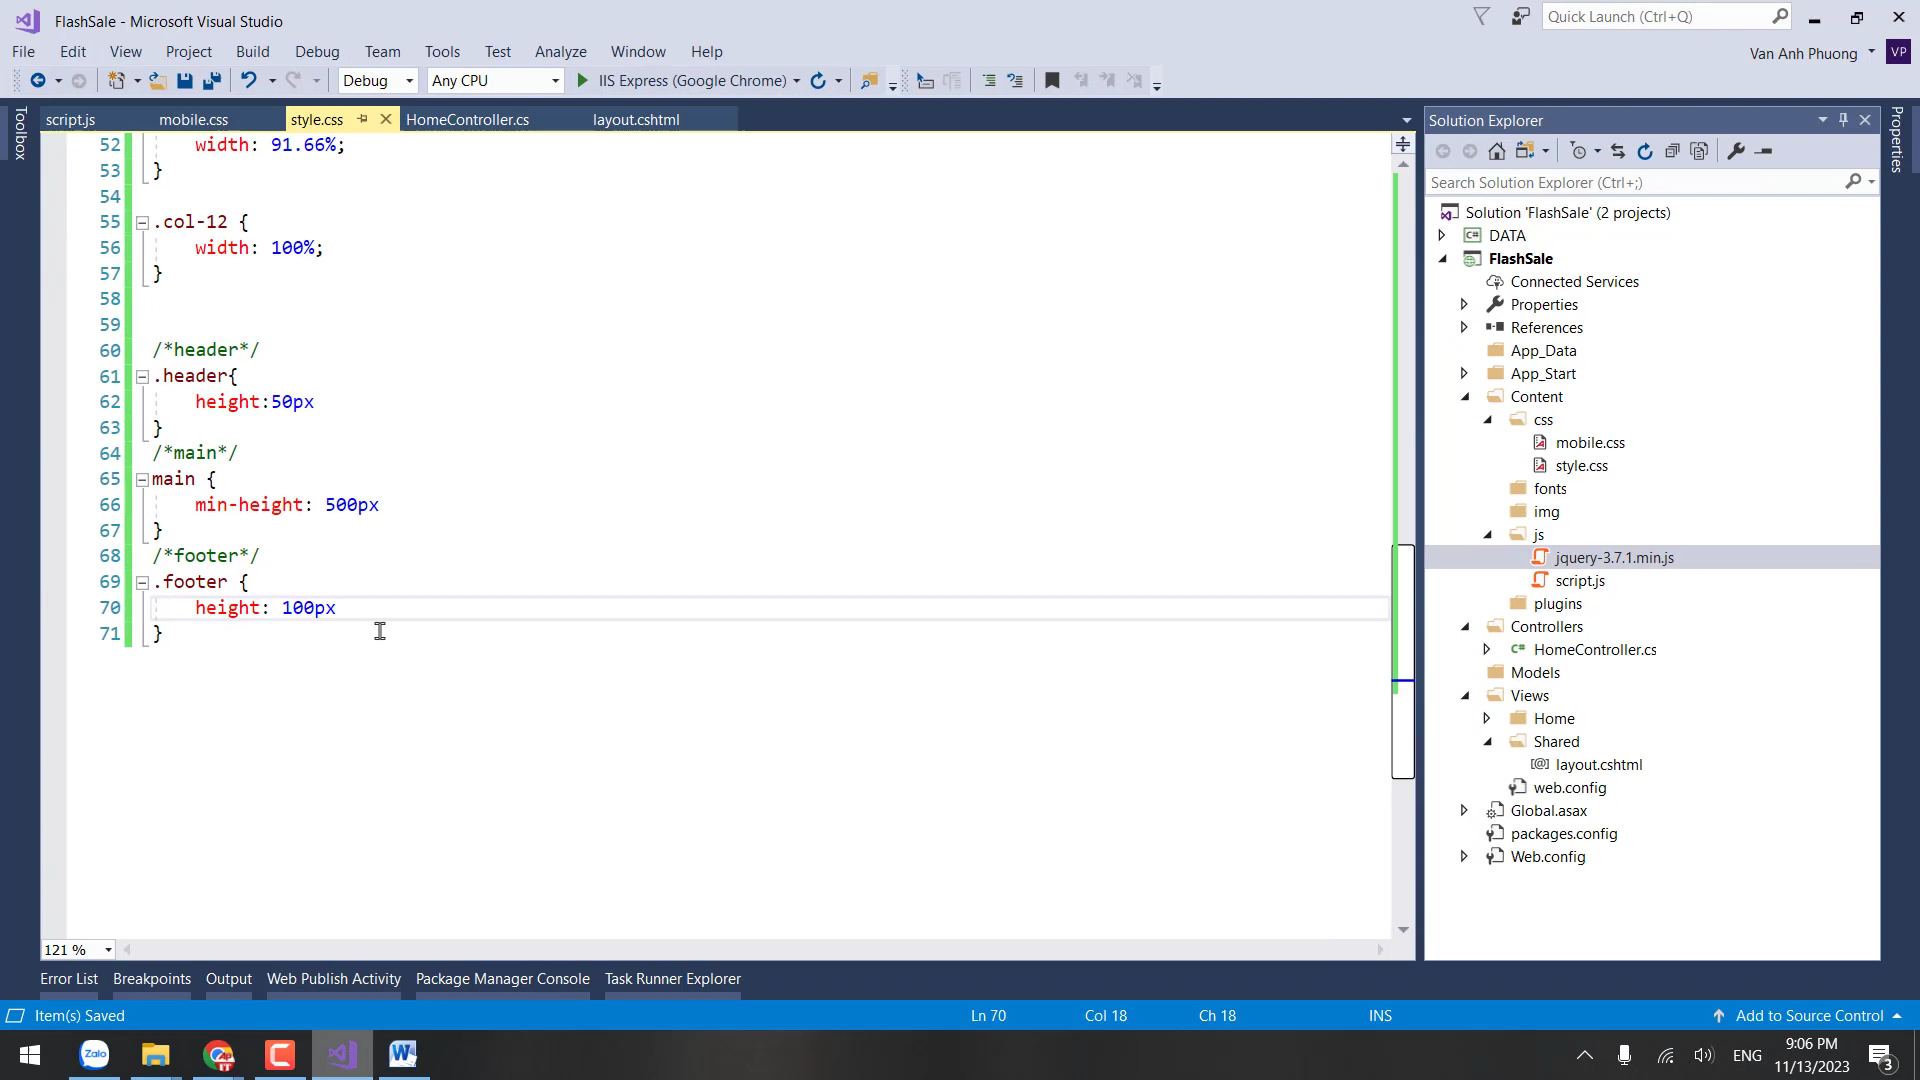 FlashSale - Microsoft Visual Studio
Quick Launch (Ctrl+Q)
File Edit View Project Build Debug Team Tools Test Analyze Window Help
Van Anh Phuong VP
Debug Any CPU IIS Express (Google Chrome)
Toolbox
script.js mobile.css style.css HomeController.cs layout.cshtml
52 width: 91.66%;
53 }
54
55 .col-12 {
56 width: 100%;
57 }
58
59
60 /*header*/
61 .header{
62 height:50px
63 }
64 /*main*/
65 main {
66 min-height: 500px
67 }
68 /*footer*/
69 .footer {
70 height: 100px
71 }
121 %
Solution Explorer
Search Solution Explorer (Ctrl+;)
Solution 'FlashSale' (2 projects)
DATA
FlashSale
Connected Services
Properties
References
App_Data
App_Start
Content
css
mobile.css
style.css
fonts
img
js
jquery-3.7.1.min.js
script.js
plugins
Controllers
HomeController.cs
Models
Views
Home
Shared
layout.cshtml
web.config
Global.asax
packages.config
Web.config
Properties
Error List Breakpoints Output Web Publish Activity Package Manager Console Task Runner Explorer
Item(s) Saved Ln 70 Col 18 Ch 18 INS Add to Source Control
Zalo
ENG
9:06 PM
11/13/2023
3